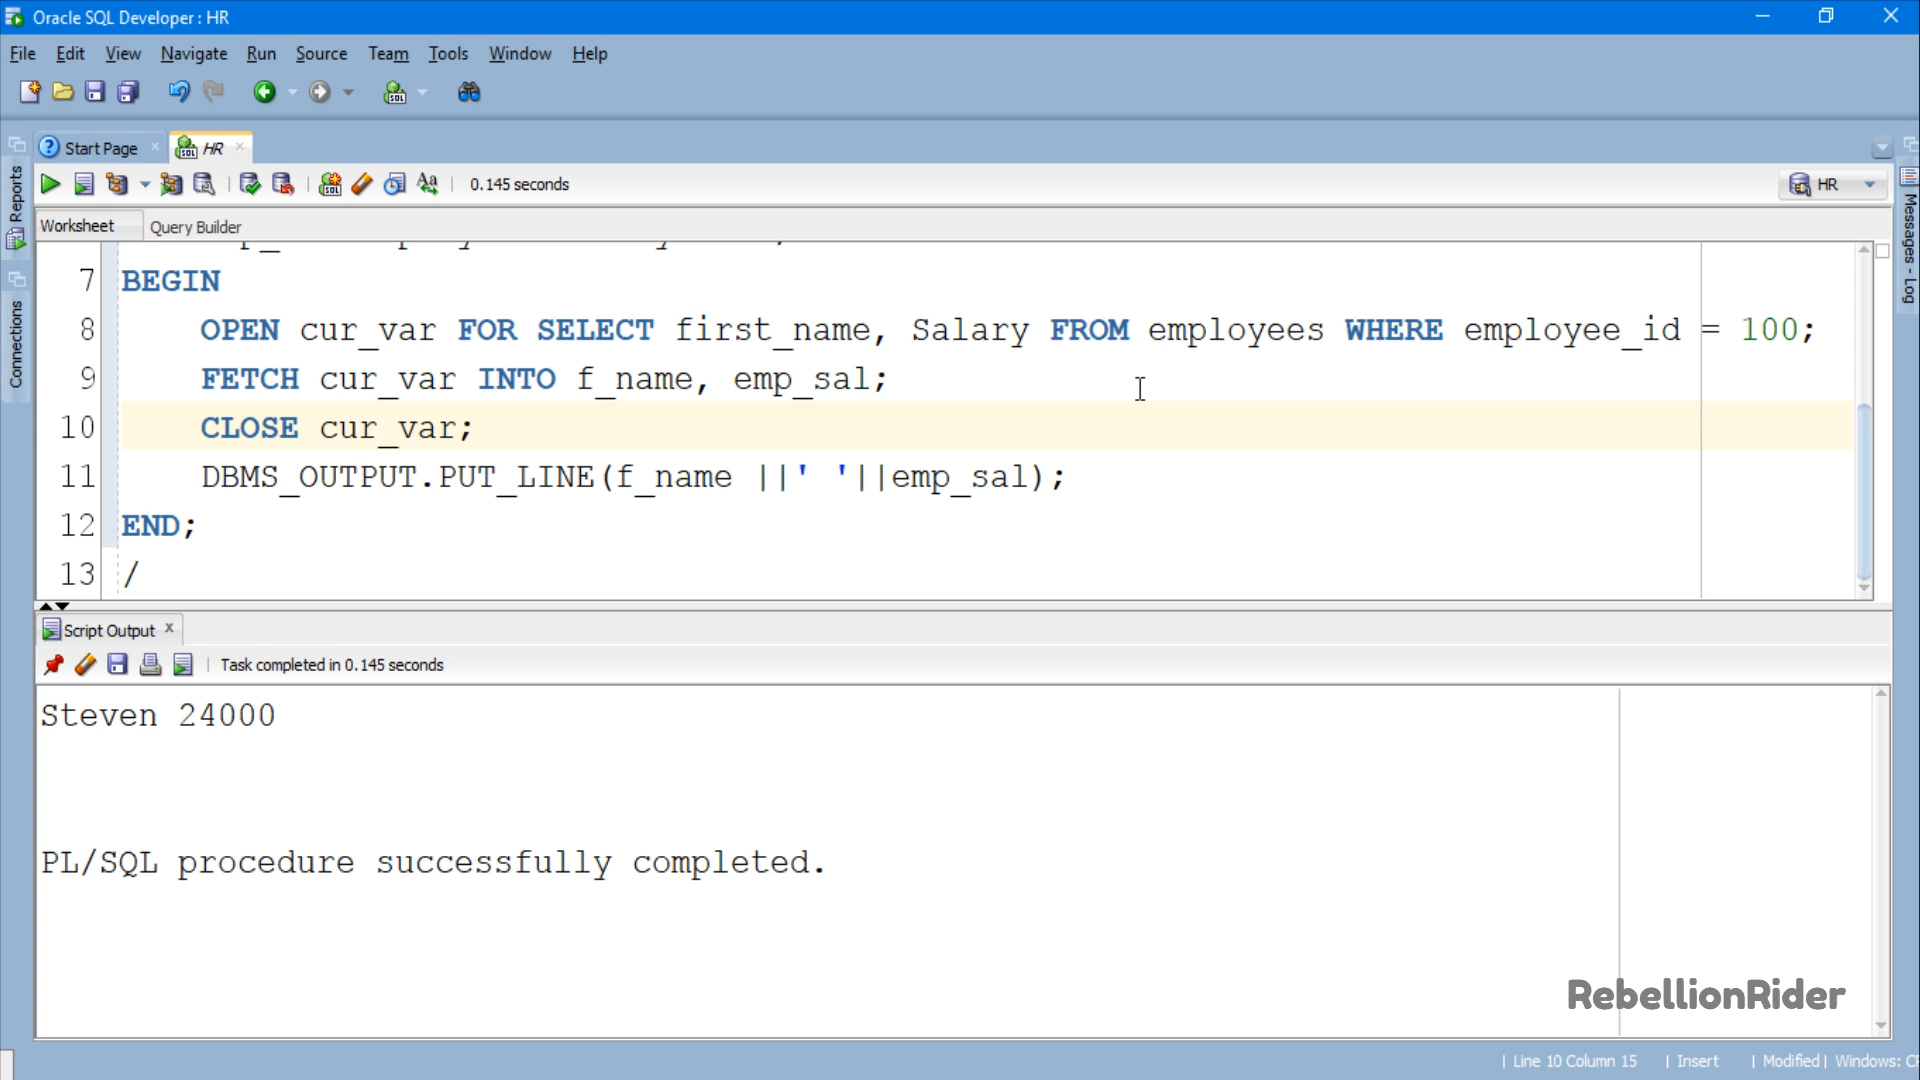 Oracle SQL Developer : HR
File Edit View Navigate Run Source Team Tools Window Help
Start Page
HR
0.145 seconds
HR
Worksheet
Query Builder
7 BEGIN
8 OPEN cur_var FOR SELECT first_name, Salary FROM employees WHERE employee_id = 100;
9 FETCH cur_var INTO f_name, emp_sal;
10 CLOSE cur_var;
11 DBMS_OUTPUT.PUT_LINE(f_name ||' '||emp_sal);
12 END;
13 /
Script Output
Task completed in 0.145 seconds
Steven 24000
PL/SQL procedure successfully completed.
RebellionRider
Line 10 Column 15 | Insert | Modified | Windows:
Reports
Connections
Messages - Log